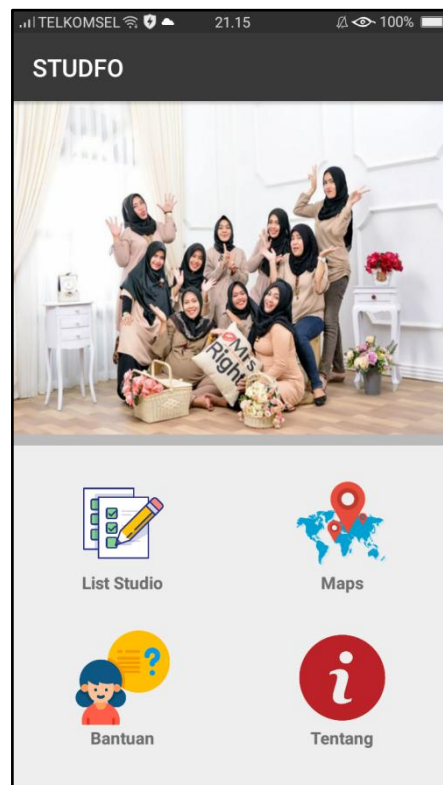 TELKOMSEL 21.15 100%
STUDFO
Mrs
Right
List Studio
Maps
Bantuan
Tentang